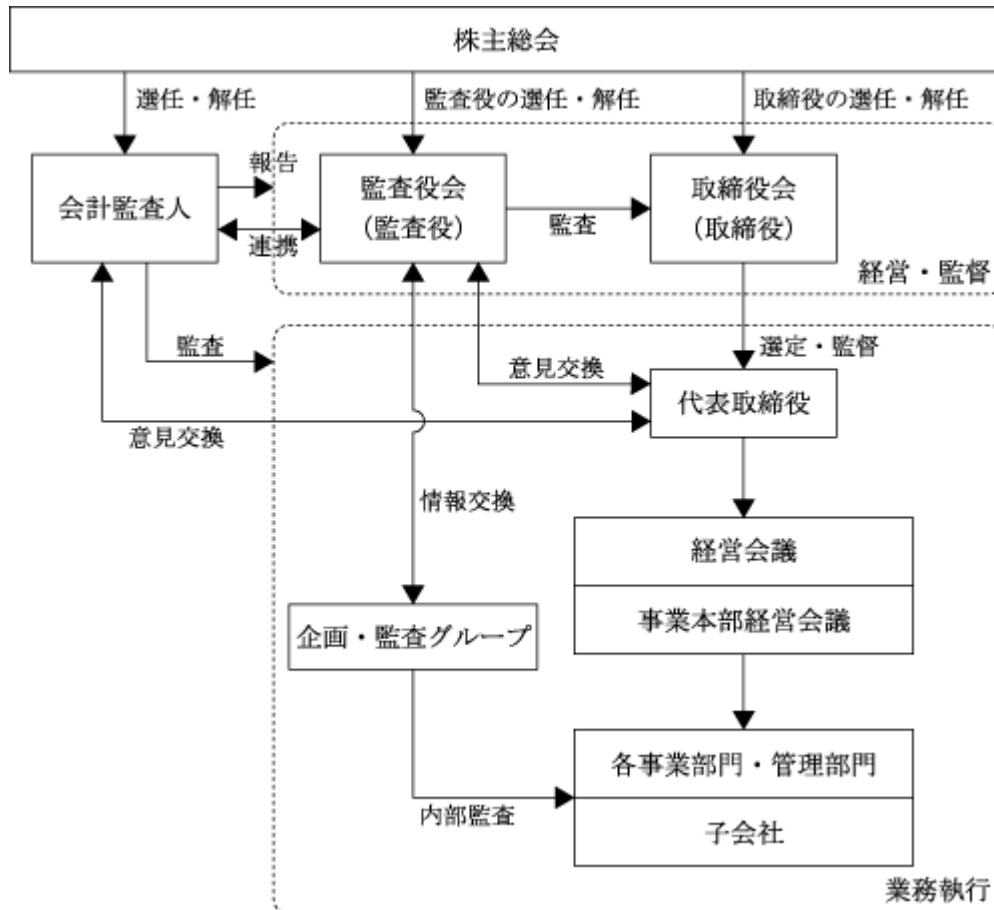 株主総会
選任・解任
監査役の選任・解任
取締役の選任・解任
報告
会計監査人
監査役会
(監査役)
取締役会
(取締役)
連携
監査
経営・監督
監査
選定・監督
意見交換
代表取締役
意見交換
情報交換
経営会議
事業本部経営会議
企画・監査グループ
各事業部門・管理部門
内部監査
子会社
業務執行